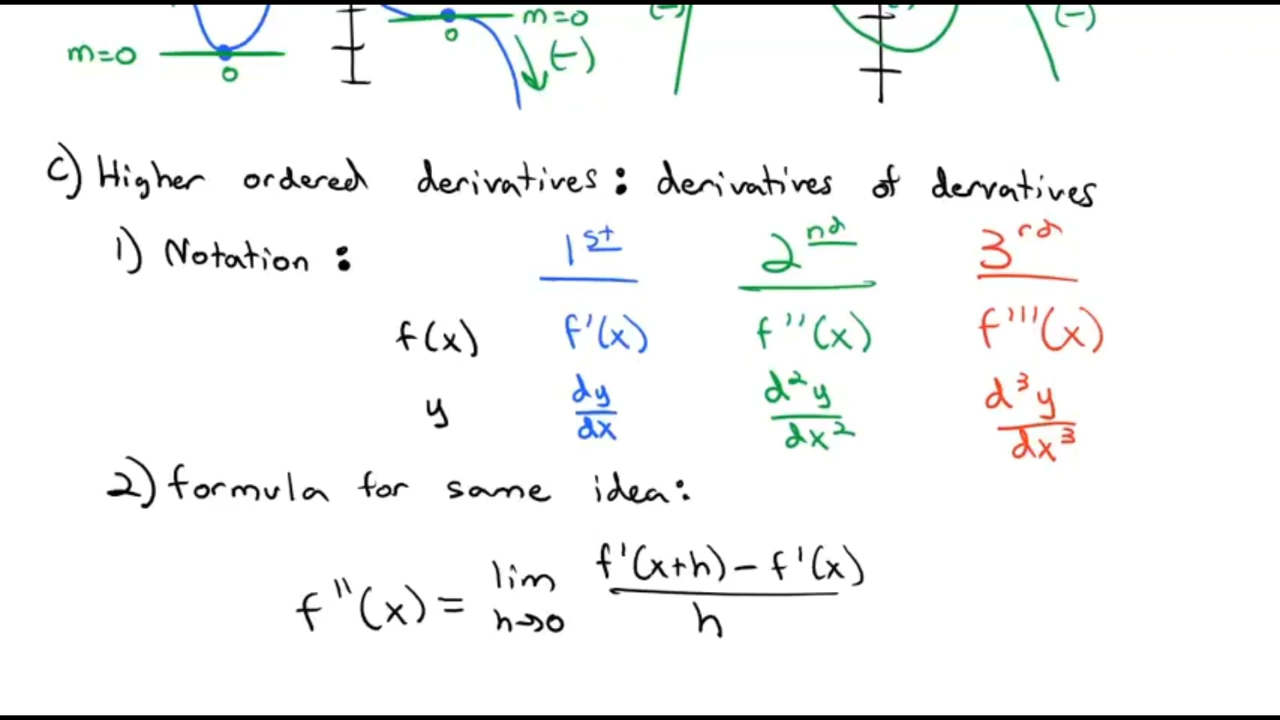 m=0 0 0 m=0 (-) (-) (-)
c) Higher ordered derivatives: derivatives of dervatives
1) Notation: 1st 2nd 3rd
f(x) f'(x) f''(x) f'''(x)
y dy/dx d²y/dx² d³y/dx³
2) formula for same idea:
f''(x) = lim h→0 f'(x+h) - f'(x) / h